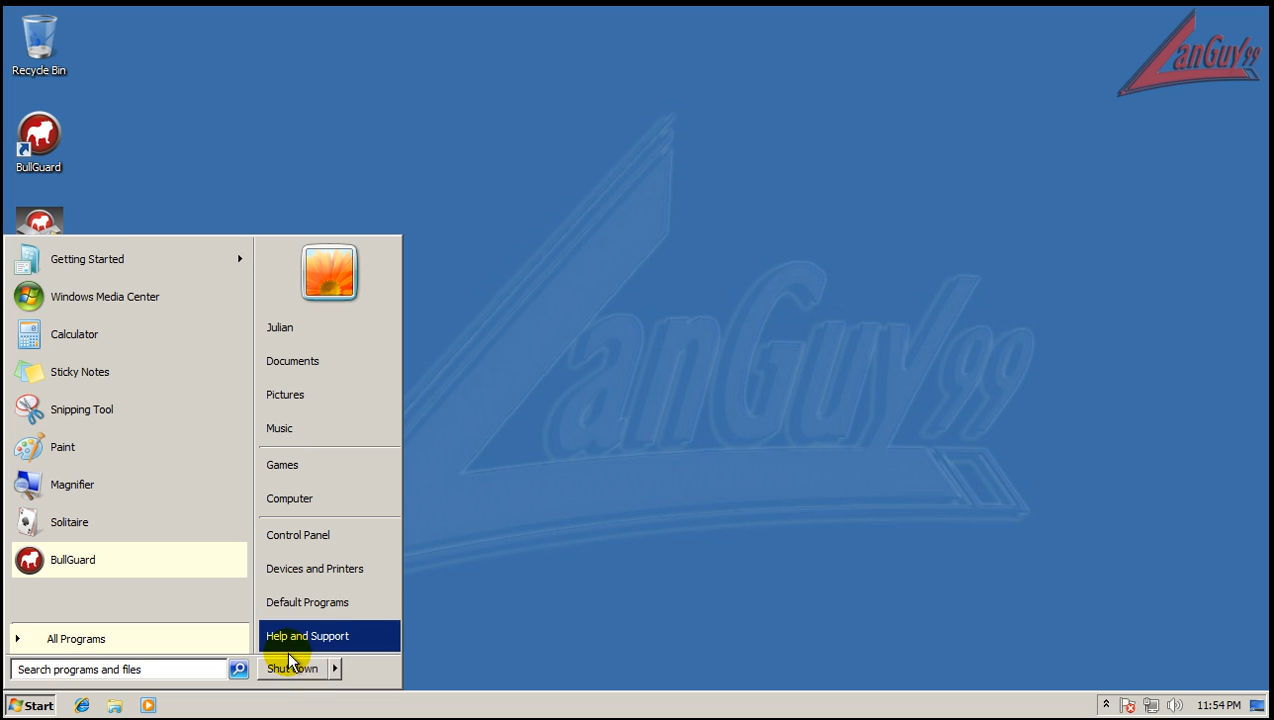 Recycle Bin
LanGuy99
BullGuard
Getting Started
Windows Media Center
Calculator
Sticky Notes
Snipping Tool
Paint
Magnifier
Solitaire
BullGuard
All Programs
Search programs and files
Julian
Documents
Pictures
Music
Games
Computer
Control Panel
Devices and Printers
Default Programs
Help and Support
Shut down
LanGuy99
Start
11:54 PM